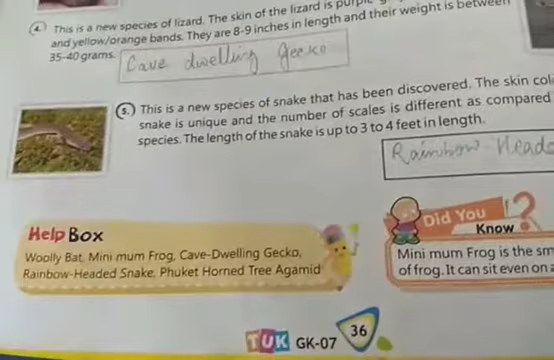 4. This is a new species of lizard. The skin of the lizard is purple
and yellow/orange bands. They are 8-9 inches in length and their weight is between
35-40 grams.
Cave dwelling gecko
5. This is a new species of snake that has been discovered. The skin
snake is unique and the number of scales is different as compared
species. The length of the snake is up to 3 to 4 feet in length.
Rainbow-Head
Help Box
Woolly Bat, Mini mum Frog, Cave-Dwelling Gecko,
Rainbow-Headed Snake, Phuket Horned Tree Agamid
Did You
Know
?
Mini mum Frog is the
of frog. It can sit even on
TUK GK-07
36